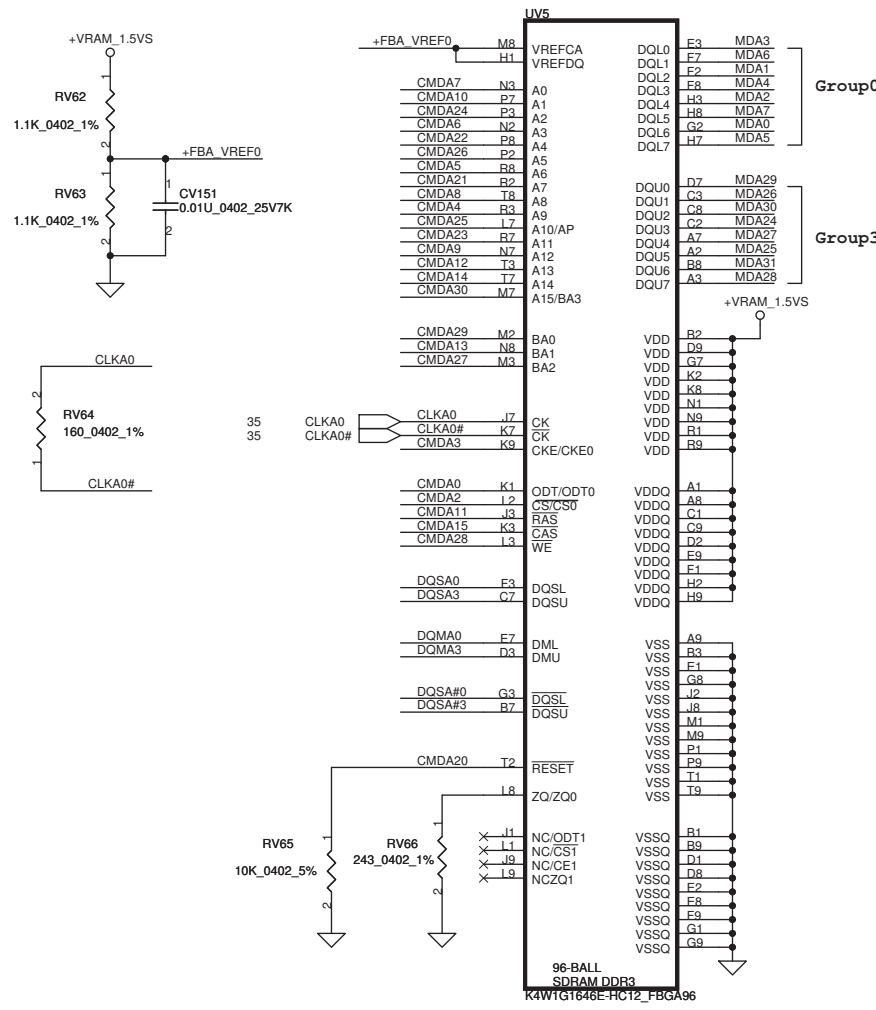 UV5
+VRAM_1.5VS
1
RV62
1.1K_0402_1%
2
+FBA_VREF0
RV63
1.1K_0402_1%
2
1
CV151
0.01U_0402_25V7K
2
CLKA0
2
RV64
160_0402_1%
1
CLKA0#
35 CLKA0
35 CLKA0#
+FBA_VREF0 M8 VREFCA
H1 VREFDQ
CMDA7 N3 A0
CMDA10 P7 A1
CMDA24 P3 A2
CMDA6 N2 A3
CMDA22 P8 A4
CMDA26 P2 A5
CMDA5 R8 A6
CMDA21 R2 A7
CMDA8 T8 A8
CMDA4 R3 A9
CMDA25 L7 A10/AP
CMDA23 R7 A11
CMDA9 N7 A12
CMDA12 T3 A13
CMDA14 T7 A14
CMDA30 M7 A15/BA3
CMDA29 M2 BA0
CMDA13 N8 BA1
CMDA27 M3 BA2
CLKA0 J7 CK
CLKA0# K7 CK
CMDA3 K9 CKE/CKE0
CMDA0 K1 ODT/ODT0
CMDA2 L2 CS/CS0
CMDA11 J3 RAS
CMDA15 K3 CAS
CMDA28 L3 WE
DQSA0 F3 DQSL
DQSA3 C7 DQSU
DQMA0 E7 DML
DQMA3 D3 DMU
DQSA#0 G3 DQSL
DQSA#3 B7 DQSU
CMDA20 T2 RESET
L8 ZQ/ZQ0
J1 NC/ODT1
L1 NC/CS1
J9 NC/CE1
L9 NCZQ1
1
RV65
10K_0402_5%
2
1
RV66
243_0402_1%
2
DQL0 E3 MDA3
DQL1 F7 MDA6
DQL2 F2 MDA1
DQL3 F8 MDA4
DQL4 H3 MDA2
DQL5 H8 MDA7
DQL6 G2 MDA0
DQL7 H7 MDA5
Group0
DQU0 D7 MDA29
DQU1 C3 MDA26
DQU2 C8 MDA30
DQU3 C2 MDA24
DQU4 A7 MDA27
DQU5 A2 MDA25
DQU6 B8 MDA31
DQU7 A3 MDA28
Group3
+VRAM_1.5VS
VDD B2
VDD D9
VDD G7
VDD K2
VDD K8
VDD N1
VDD N9
VDD R1
VDD R9
VDDQ A1
VDDQ A8
VDDQ C1
VDDQ C9
VDDQ D2
VDDQ E9
VDDQ F1
VDDQ H2
VDDQ H9
VSS A9
VSS B3
VSS E1
VSS G8
VSS J2
VSS J8
VSS M1
VSS M9
VSS P1
VSS P9
VSS T1
VSS T9
VSSQ B1
VSSQ B9
VSSQ D1
VSSQ D8
VSSQ E2
VSSQ E8
VSSQ F9
VSSQ G1
VSSQ G9
96-BALL
SDRAM DDR3
K4W1G1646E-HC12_FBGA96